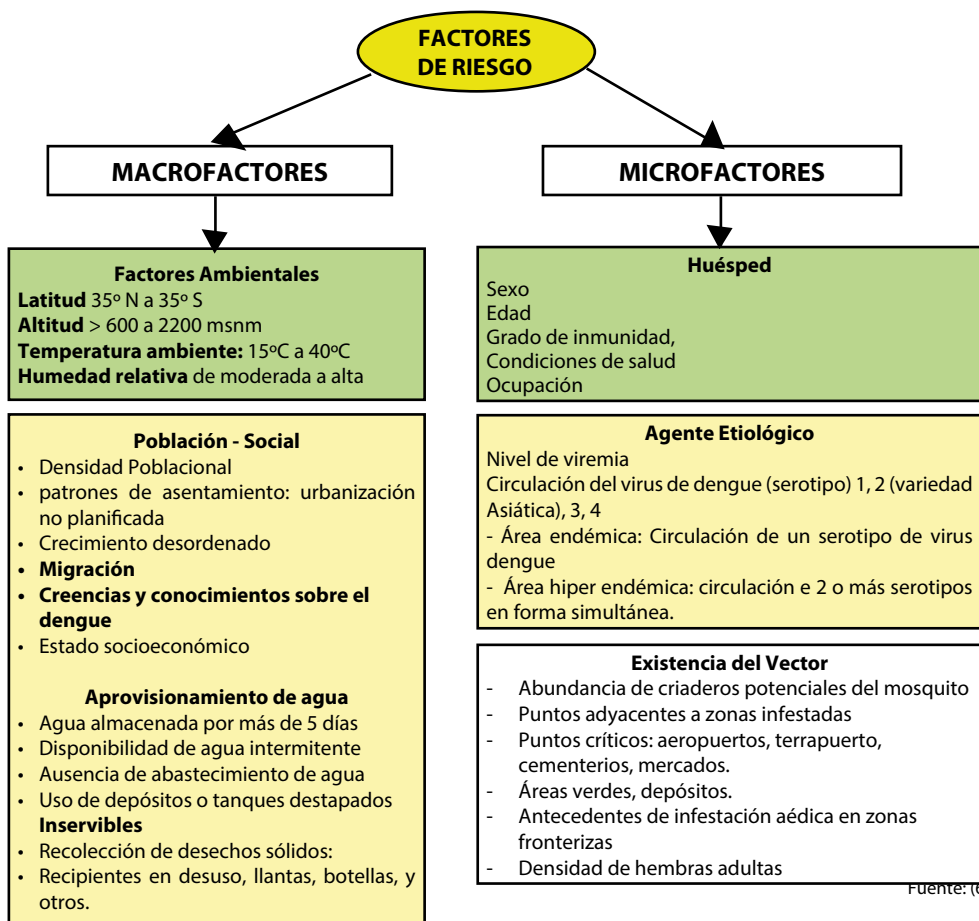 FACTORES
DE RIESGO
MACROFACTORES
Factores Ambientales
Latitud 35º N a 35º S
Altitud > 600 a 2200 msnm
Temperatura ambiente: 15ºC a 40ºC
Humedad relativa de moderada a alta
Población - Social
• Densidad Poblacional
• patrones de asentamiento: urbanización
no planificada
• Crecimiento desordenado
• Migración
• Creencias y conocimientos sobre el
dengue
• Estado socioeconómico
Aprovisionamiento de agua
• Agua almacenada por más de 5 días
• Disponibilidad de agua intermitente
• Ausencia de abastecimiento de agua
• Uso de depósitos o tanques destapados
Inservibles
• Recolección de desechos sólidos:
• Recipientes en desuso, llantas, botellas, y
otros.
MICROFACTORES
Huésped
Sexo
Edad
Grado de inmunidad,
Condiciones de salud
Ocupación
Agente Etiológico
Nivel de viremia
Circulación del virus de dengue (serotipo) 1, 2 (variedad
Asiática), 3, 4
- Área endémica: Circulación de un serotipo de virus
dengue
- Área hiper endémica: circulación e 2 o más serotipos
en forma simultánea.
Existencia del Vector
- Abundancia de criaderos potenciales del mosquito
- Puntos adyacentes a zonas infestadas
- Puntos críticos: aeropuertos, terrapuerto,
cementerios, mercados.
- Áreas verdes, depósitos.
- Antecedentes de infestación aédica en zonas
fronterizas
- Densidad de hembras adultas
Fuente: